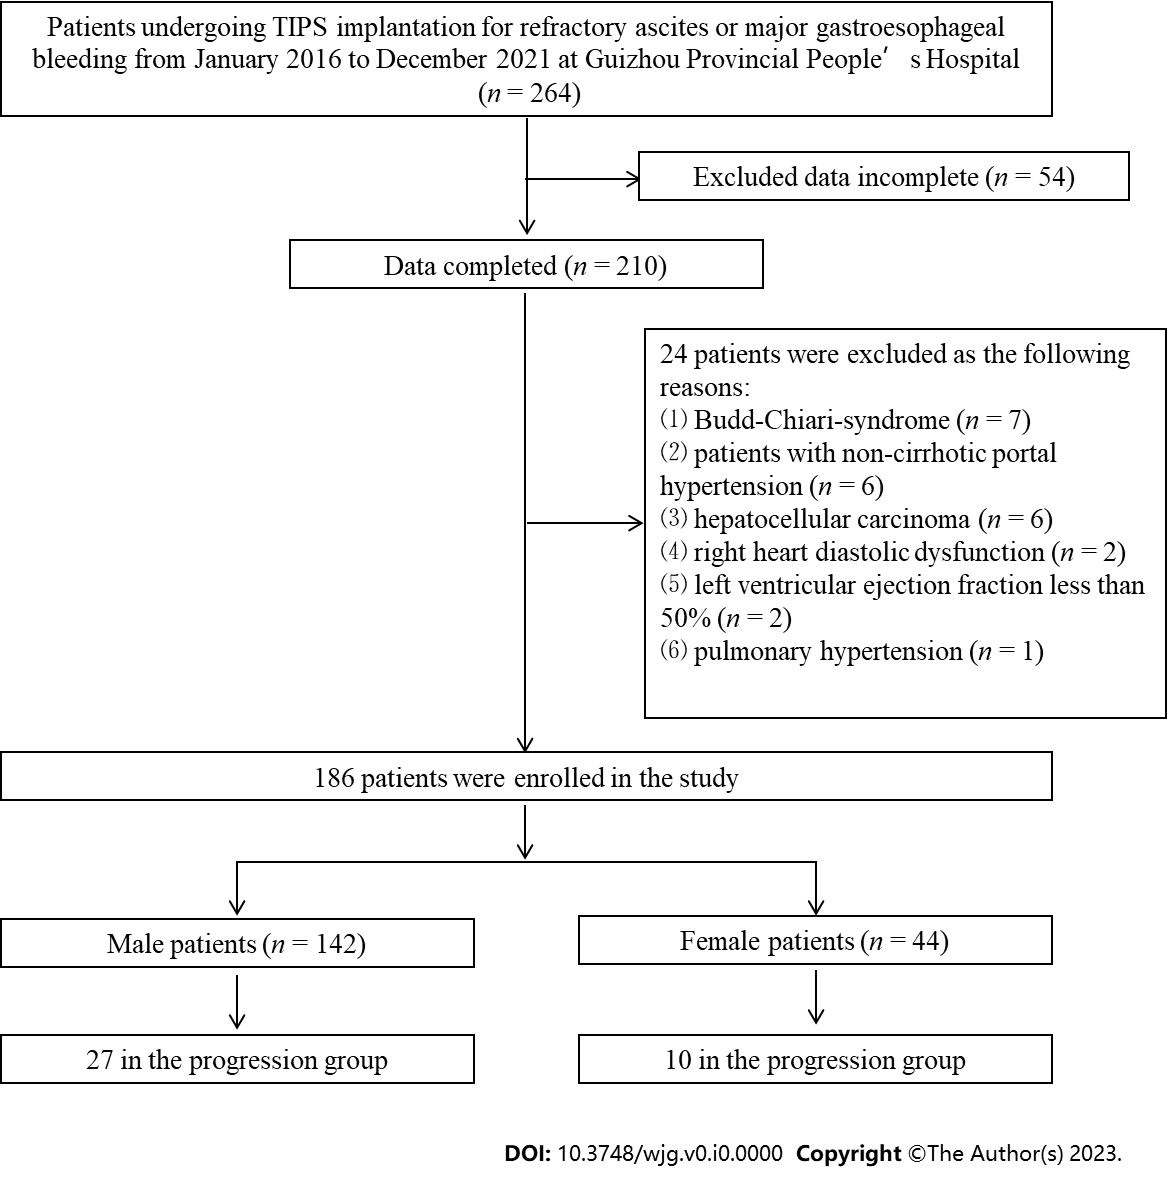 Patients undergoing TIPS implantation for refractory ascites or major gastroesophageal
bleeding from January 2016 to December 2021 at Guizhou Provincial People′s Hospital
(n = 264)
Excluded data incomplete (n = 54)
Data completed (n = 210)
24 patients were excluded as the following
reasons:
⑴ Budd-Chiari-syndrome (n = 7)
⑵ patients with non-cirrhotic portal
hypertension (n = 6)
⑶ hepatocellular carcinoma (n = 6)
⑷ right heart diastolic dysfunction (n = 2)
⑸ left ventricular ejection fraction less than
50% (n = 2)
⑹ pulmonary hypertension (n = 1)
186 patients were enrolled in the study
Male patients (n = 142)
Female patients (n = 44)
27 in the progression group
10 in the progression group
DOI: 10.3748/wjg.v0.i0.0000 Copyright ©The Author(s) 2023.